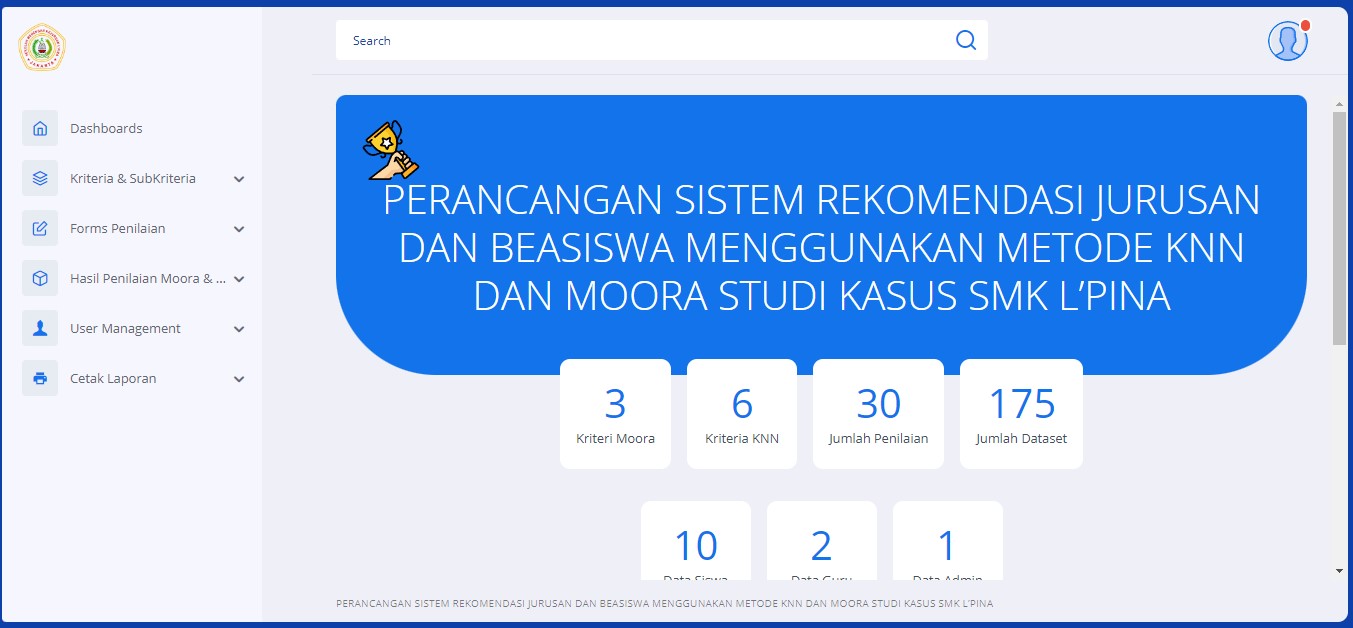 Search
JAKARTA
Dashboards
Kriteria & SubKriteria
Forms Penilaian
Hasil Penilaian Moora & ...
User Management
Cetak Laporan
PERANCANGAN SISTEM REKOMENDASI JURUSAN
DAN BEASISWA MENGGUNAKAN METODE KNN
DAN MOORA STUDI KASUS SMK L’PINA
3
Kriteri Moora
6
Kriteria KNN
30
Jumlah Penilaian
175
Jumlah Dataset
10
Data Siswa
2
Data Guru
1
Data Admin
PERANCANGAN SISTEM REKOMENDASI JURUSAN DAN BEASISWA MENGGUNAKAN METODE KNN DAN MOORA STUDI KASUS SMK L’PINA